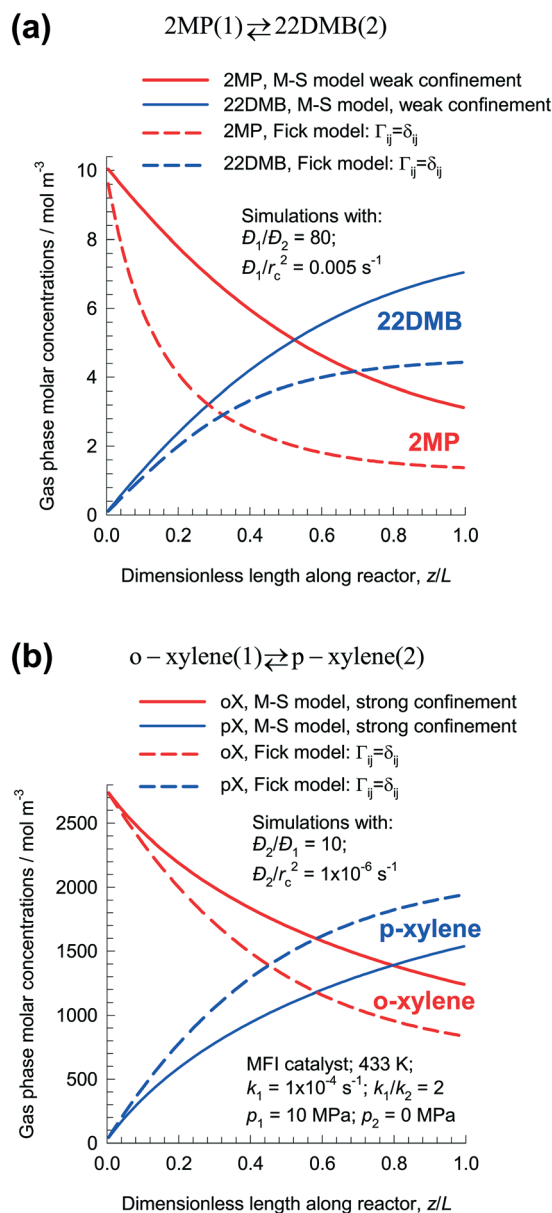 (a)
2MP(1)⇄22DMB(2)
2MP, M-S model weak confinement
22DMB, M-S model, weak confinement
2MP, Fick model: Γij=δij
22DMB, Fick model: Γij=δij
Gas phase molar concentrations / mol m-3
10
8
6
4
2
0
Simulations with:
Đ1/Đ2 = 80;
Đ1/rc2 = 0.005 s-1
22DMB
2MP
0.0 0.2 0.4 0.6 0.8 1.0
Dimensionless length along reactor, z/L
(b)
o – xylene(1)⇄p – xylene(2)
oX, M-S model, strong confinement
pX, M-S model, strong confinement
oX, Fick model: Γij=δij
pX, Fick model: Γij=δij
Gas phase molar concentrations / mol m-3
2500
2000
1500
1000
500
0
Simulations with:
Đ2/Đ1 = 10;
Đ2/rc2 = 1x10-6 s-1
p-xylene
o-xylene
MFI catalyst; 433 K;
k1 = 1x10-4 s-1; k1/k2 = 2
p1 = 10 MPa; p2 = 0 MPa
0.0 0.2 0.4 0.6 0.8 1.0
Dimensionless length along reactor, z/L